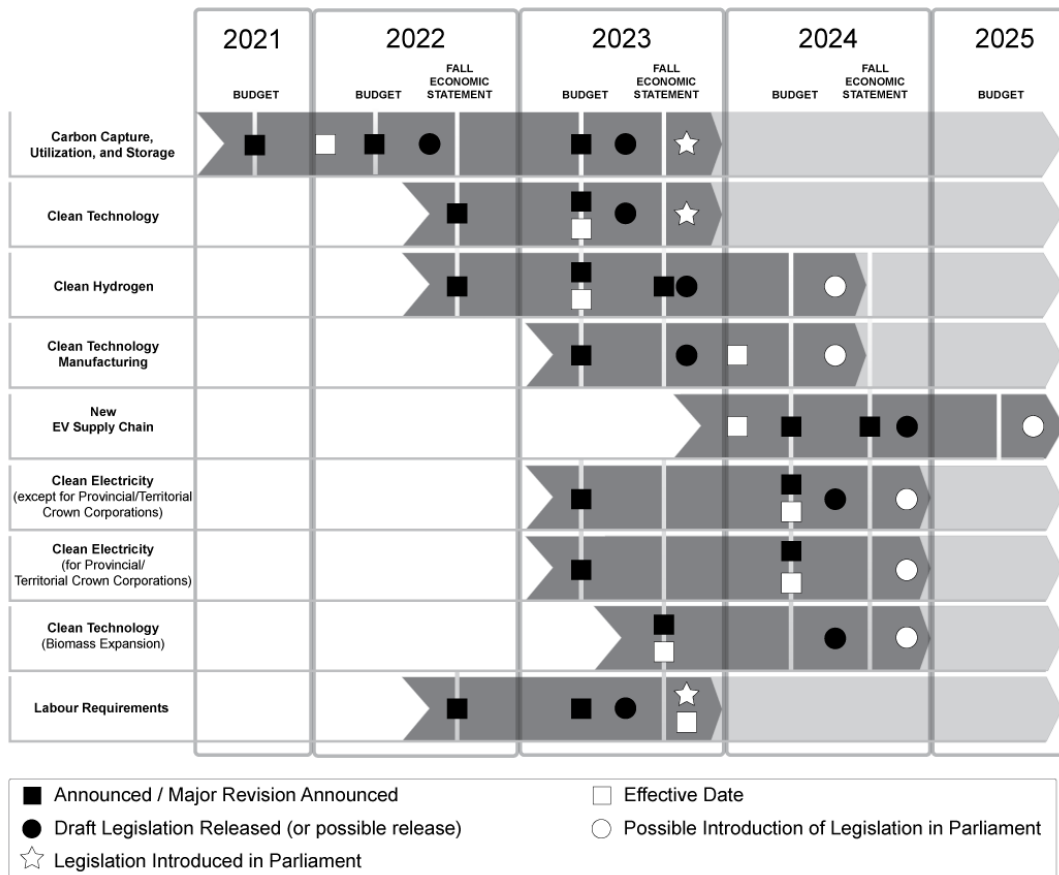 2021
2022
2023
2024
2025
BUDGET
BUDGET
FALL
ECONOMIC
STATEMENT
BUDGET
FALL
ECONOMIC
STATEMENT
BUDGET
FALL
ECONOMIC
STATEMENT
BUDGET
Carbon Capture,
Utilization, and Storage
Clean Technology
Clean Hydrogen
Clean Technology
Manufacturing
New
EV Supply Chain
Clean Electricity
(except for Provincial/Territorial
Crown Corporations)
Clean Electricity
(for Provincial/
Territorial Crown Corporations)
Clean Technology
(Biomass Expansion)
Labour Requirements
Announced / Major Revision Announced
Effective Date
Draft Legislation Released (or possible release)
Possible Introduction of Legislation in Parliament
Legislation Introduced in Parliament